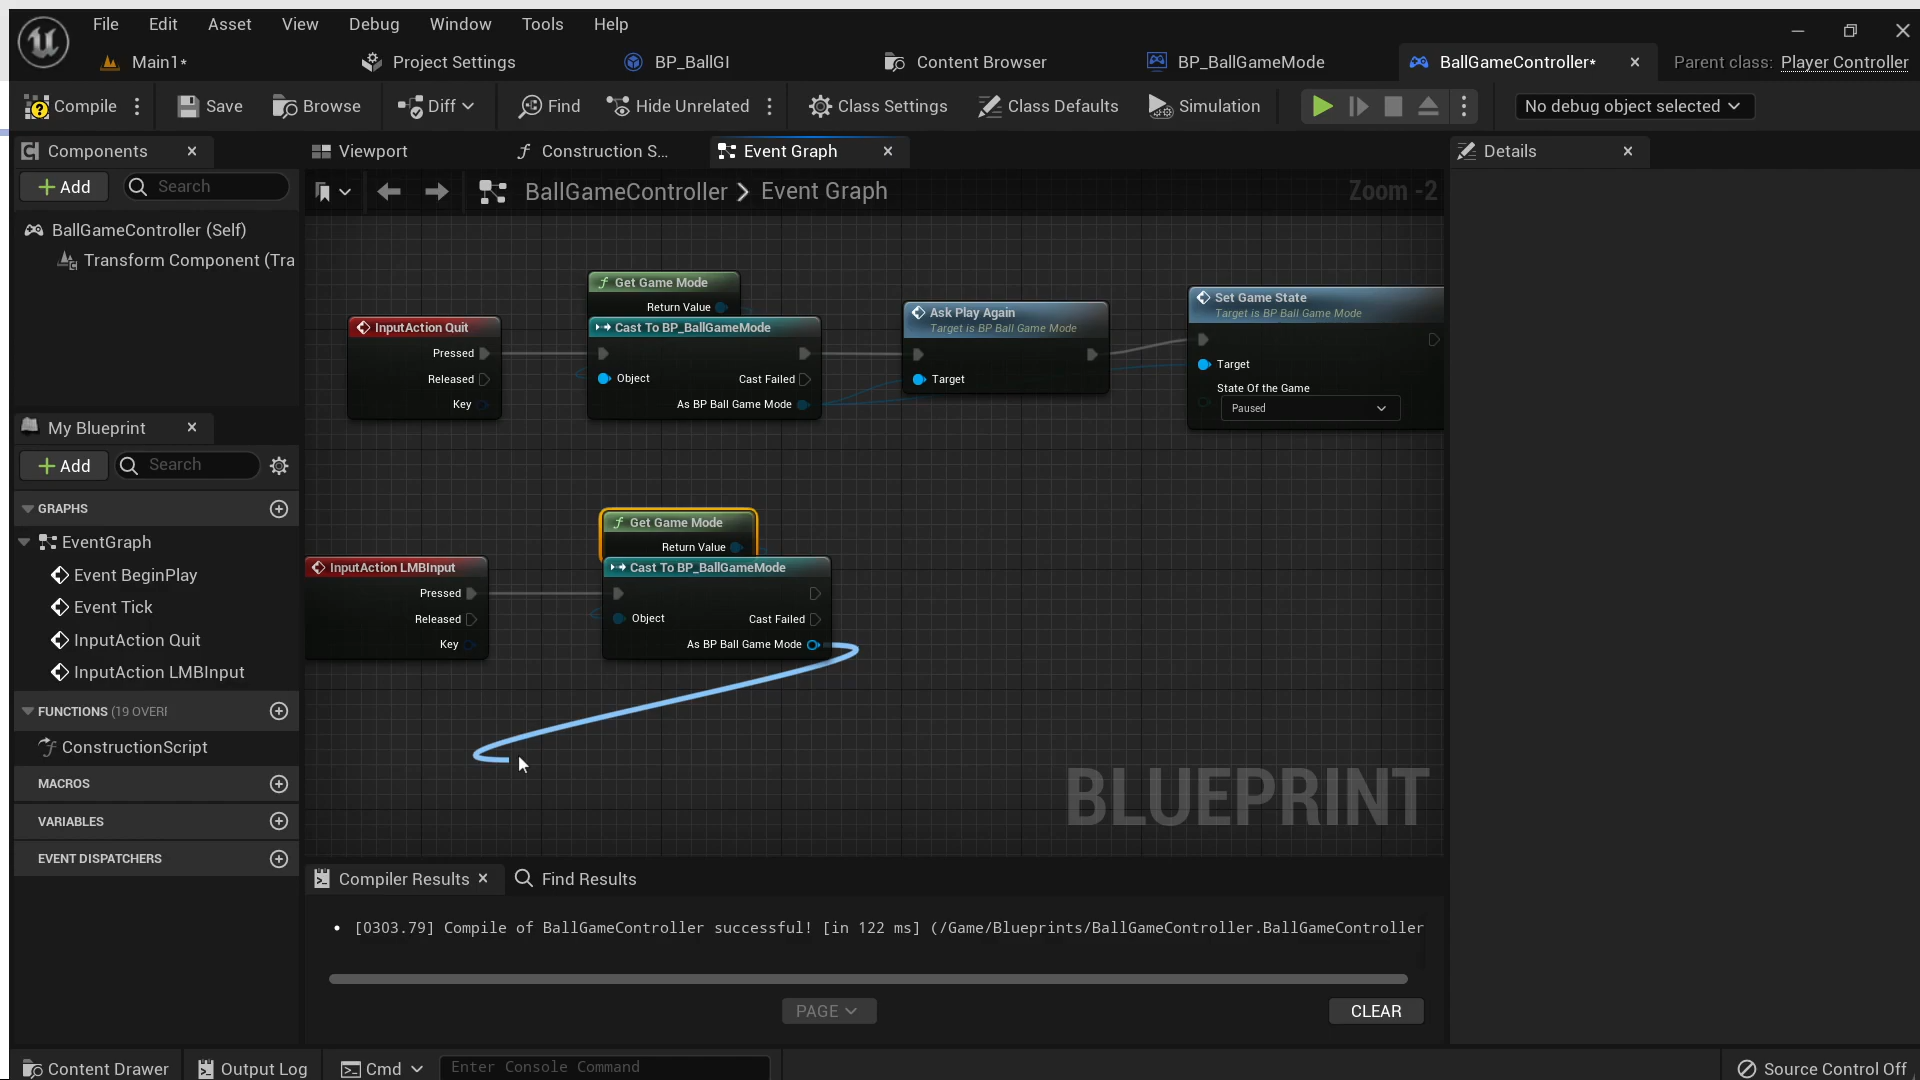 File Edit Asset View Debug Window Tools Help
Main1* Project Settings BP_BallGI Content Browser BP_BallGameMode BallGameController* Parent class: Player Controller
Compile Save Browse Diff Find Hide Unrelated Class Settings Class Defaults Simulation No debug object selected
Components Viewport Construction S... Event Graph Details
Add Search BallGameController > Event Graph Zoom -2
BallGameController (Self)
Transform Component (Tra
Get Game Mode
Return Value
InputAction Quit
Pressed
Released
Key
Cast To BP_BallGameMode
Object Cast Failed
As BP Ball Game Mode
Ask Play Again
Target is BP Ball Game Mode
Target
Set Game State
Target is BP Ball Game Mode
Target
State Of the Game
Paused
My Blueprint
Add Search
GRAPHS
EventGraph
Event BeginPlay
Event Tick
InputAction Quit
InputAction LMBInput
FUNCTIONS (19 OVERI
ConstructionScript
MACROS
VARIABLES
EVENT DISPATCHERS
Get Game Mode
Return Value
InputAction LMBInput
Pressed
Released
Key
Cast To BP_BallGameMode
Object Cast Failed
As BP Ball Game Mode
BLUEPRINT
Compiler Results Find Results
• [0303.79] Compile of BallGameController successful! [in 122 ms] (/Game/Blueprints/BallGameController.BallGameController
PAGE CLEAR
Content Drawer Output Log Cmd Enter Console Command Source Control Off